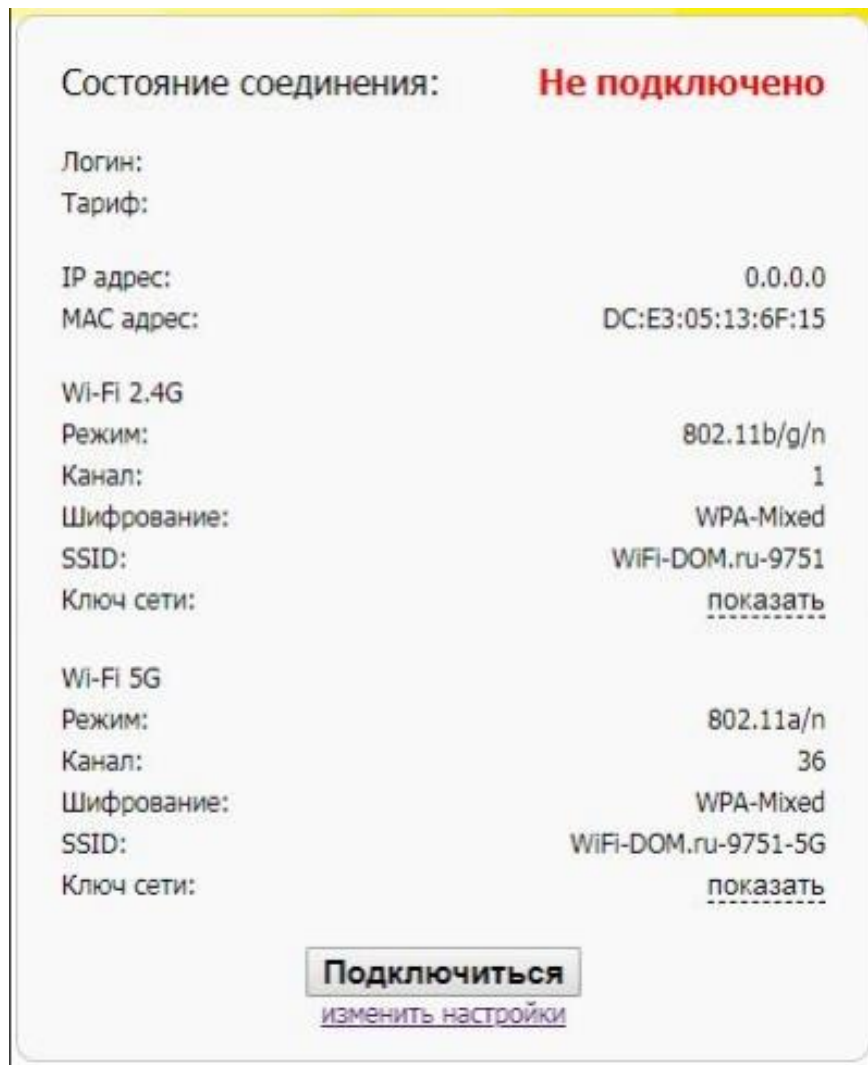 Состояние соединения: Не подключено
Логин:
Тариф:
IP адрес: 0.0.0.0
MAC адрес: DC:E3:05:13:6F:15
Wi-Fi 2.4G
Режим: 802.11b/g/n
Канал: 1
Шифрование: WPA-Mixed
SSID: WiFi-DOM.ru-9751
Ключ сети: показать
Wi-Fi 5G
Режим: 802.11a/n
Канал: 36
Шифрование: WPA-Mixed
SSID: WiFi-DOM.ru-9751-5G
Ключ сети: показать
Подключиться
изменить настройки